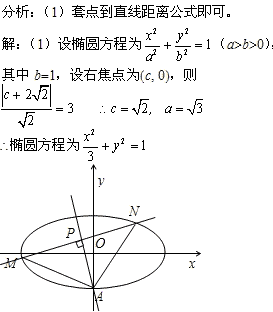 分析：（1）套点到直线距离公式即可。
解：（1）设椭圆方程为 x²/a² + y²/b² = 1（a>b>0），
其中 b=1，设右焦点为(c, 0)，则
|c + 2√2|/√2 = 3 ∴ c = √2, a = √3
∴椭圆方程为 x²/3 + y² = 1
y
N
P
O
M
x
A